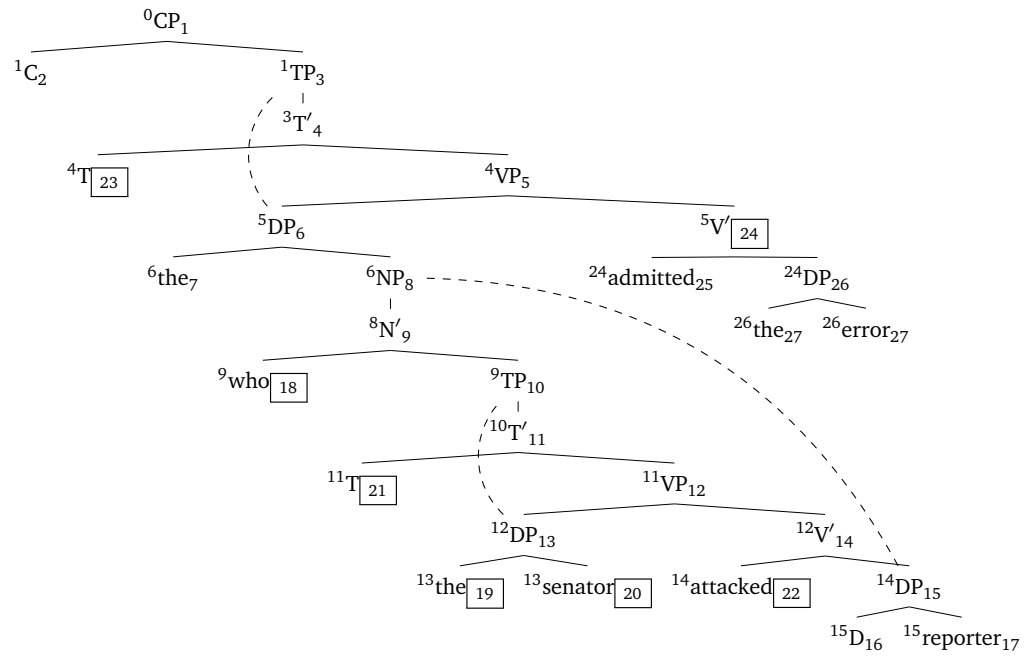 ⁰CP₁
¹C₂ ¹TP₃
³T′₄
⁴T 23 ⁴VP₅
⁵DP₆ ⁵V′ 24
⁶the₇ ⁶NP₈ ²⁴admitted₂₅ ²⁴DP₂₆
²⁶the₂₇ ²⁶error₂₇
⁸N′₉
⁹who 18 ⁹TP₁₀
¹⁰T′₁₁
¹¹T 21 ¹¹VP₁₂
¹²DP₁₃ ¹²V′₁₄
¹³the 19 ¹³senator 20 ¹⁴attacked 22 ¹⁴DP₁₅
¹⁵D₁₆ ¹⁵reporter₁₇